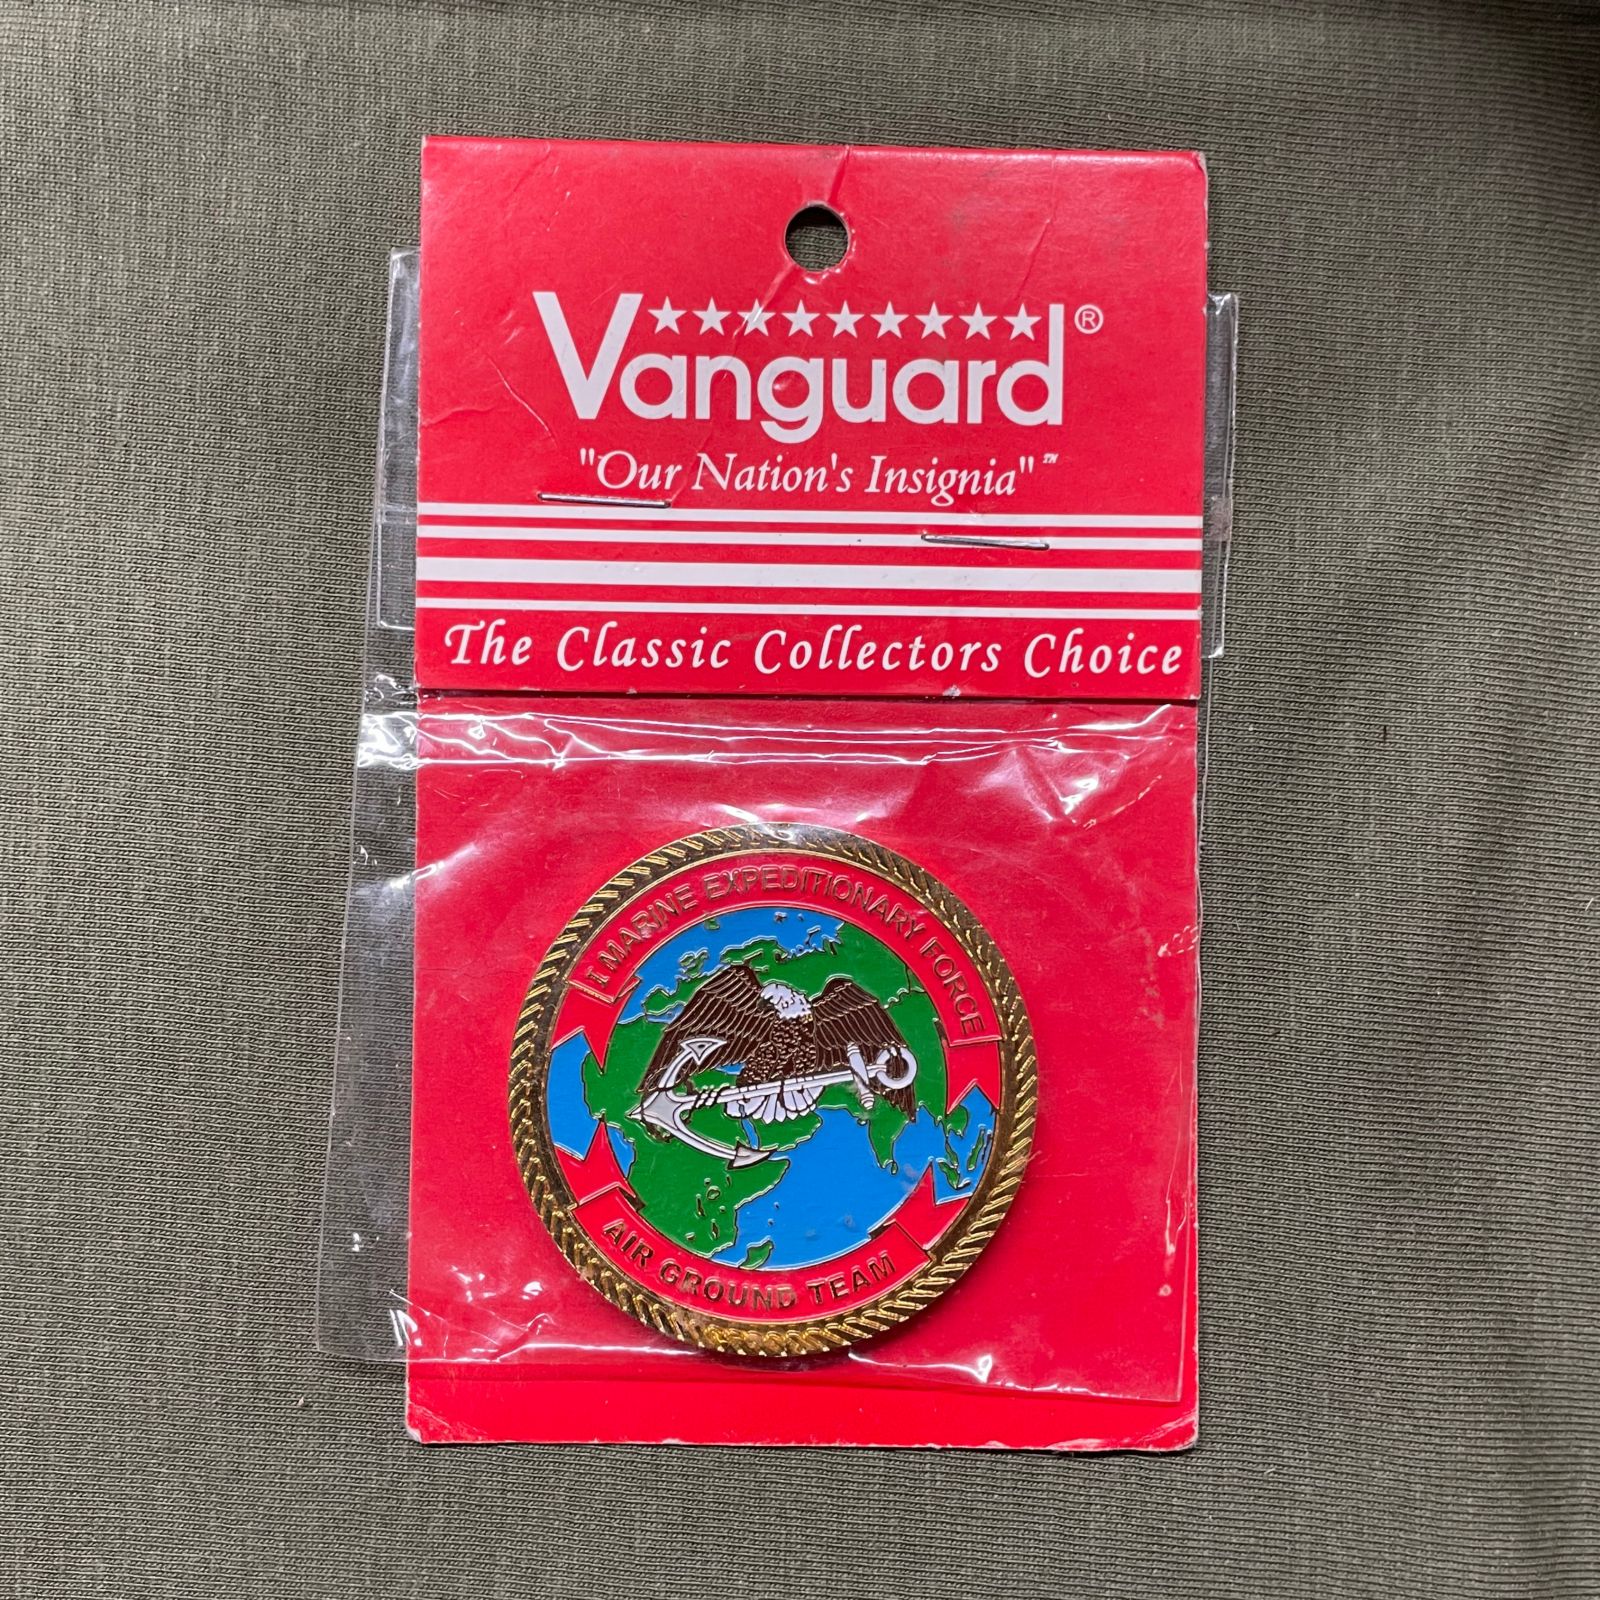 Vanguard®
"Our Nation's Insignia"™
The Classic Collectors Choice
I MARINE EXPEDITIONARY FORCE
AIR GROUND TEAM